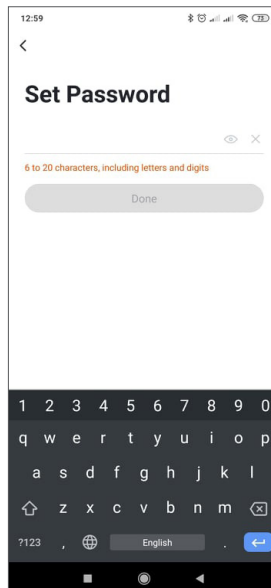 12:59
73
Set Password
6 to 20 characters, including letters and digits
Done
1 2 3 4 5 6 7 8 9 0
q w e r t y u i o p
a s d f g h j k l
z x c v b n m
?123 , English .